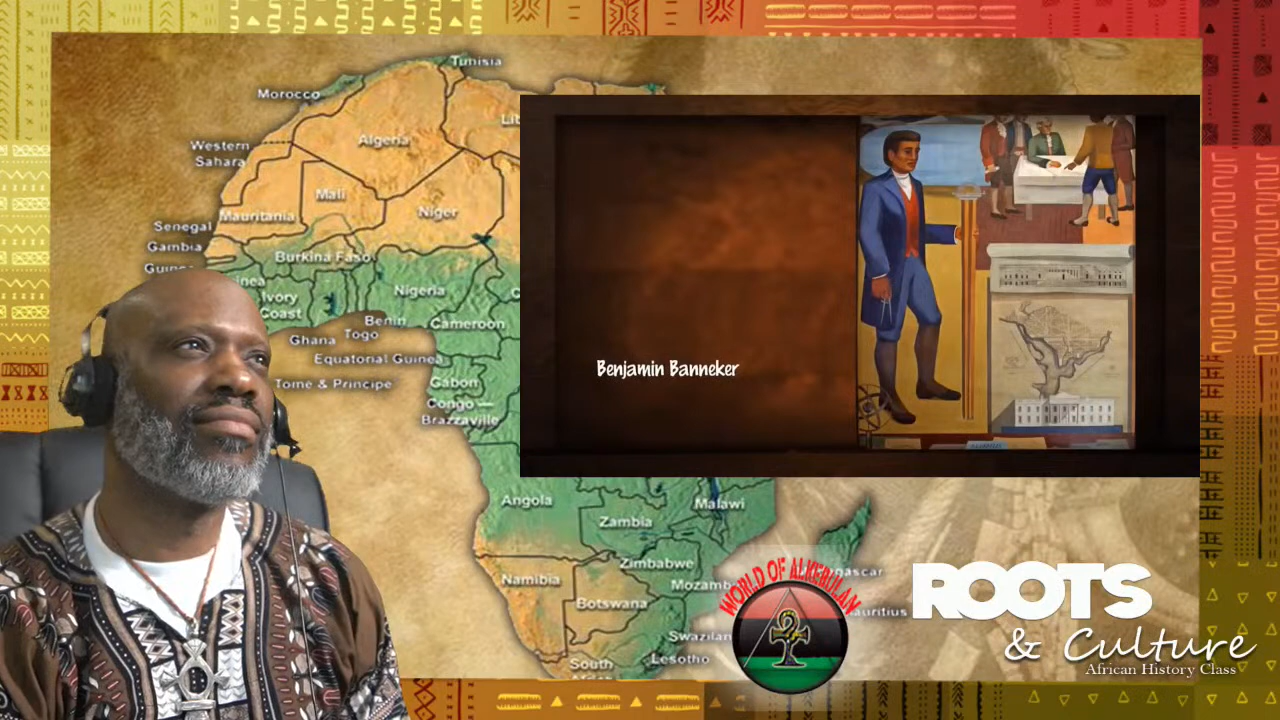 Tunisia
Morocco
Algeria
Western
Sahara
Mali
Niger
Mauritania
Senegal
Gambia
Burkina Faso
Nigeria
Ivory
Coast
Benin
Togo
Ghana
Cameroon
Equatorial Guinea
Tome & Principe
Gabon
Congo —
Brazzaville
Benjamin Banneker
Angola
Malawi
Zambia
Zimbabwe
Namibia
Botswana
Lesotho
South
WORLD OF ALKEBULAN
ROOTS
& Culture
African History Class